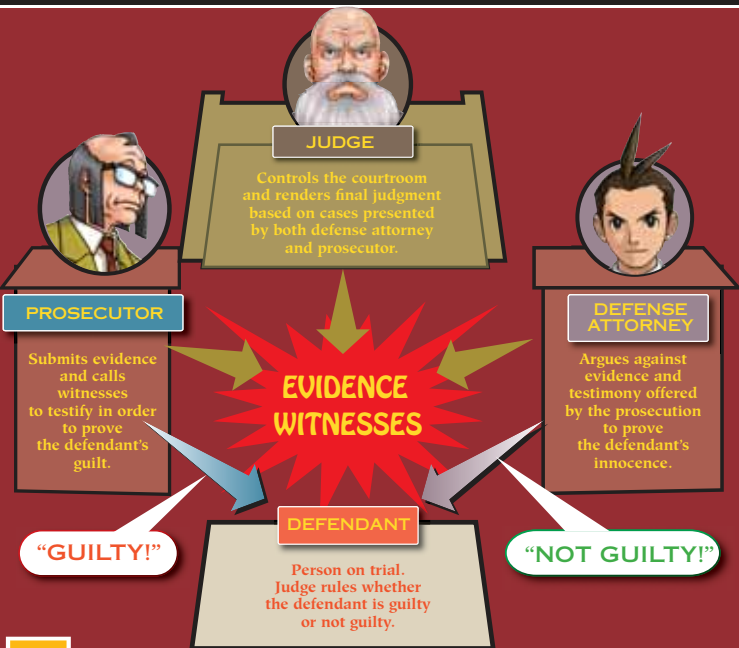 JUDGE
Controls the courtroom
and renders final judgment
based on cases presented
by both defense attorney
and prosecutor.
PROSECUTOR
Submits evidence
and calls
witnesses
to testify in order
to prove
the defendant's
guilt.
DEFENSE
ATTORNEY
Argues against
evidence and
testimony offered
by the prosecution
to prove
the defendant's
innocence.
EVIDENCE
WITNESSES
“GUILTY!”
“NOT GUILTY!”
DEFENDANT
Person on trial.
Judge rules whether
the defendant is guilty
or not guilty.